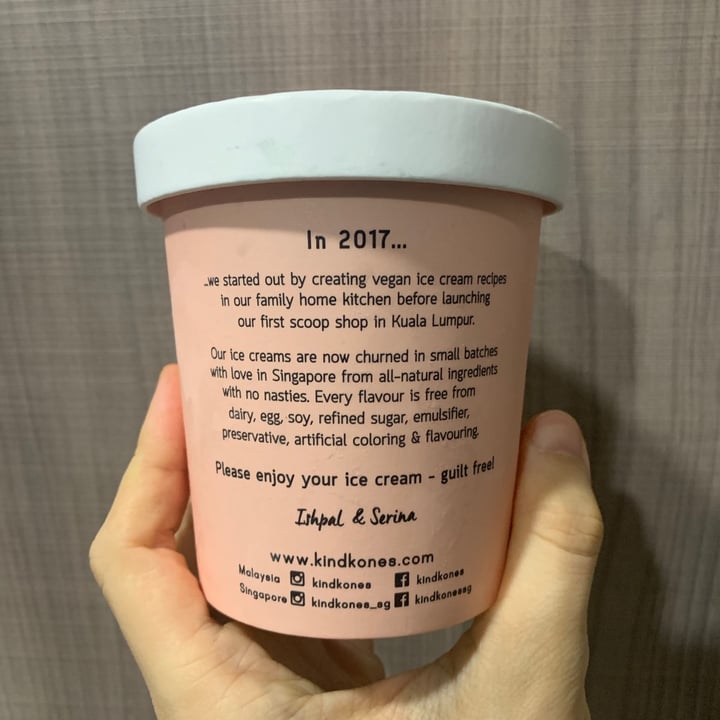 In 2017...
...we started out by creating vegan ice cream recipes
in our family home kitchen before launching
our first scoop shop in Kuala Lumpur.
Our ice creams are now churned in small batches
with love in Singapore from all-natural ingredients
with no nasties. Every flavour is free from
dairy, egg, soy, refined sugar, emulsifier,
preservative, artificial coloring & flavouring.
Please enjoy your ice cream - guilt free!
Ishpal & Serina
www.kindkones.com
Malaysia kindkones kindkones
Singapore kindkones_sg kindkonessg